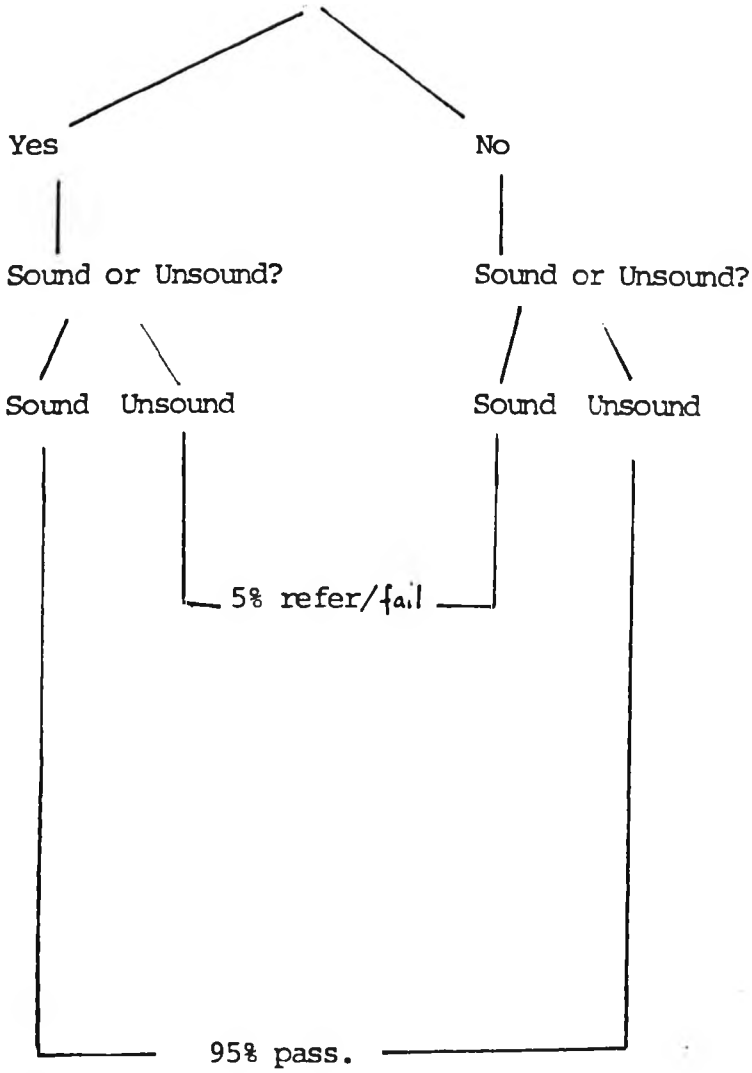 Yes No
Sound or Unsound? Sound or Unsound?
Sound Unsound Sound Unsound
5% refer/fail
95% pass.